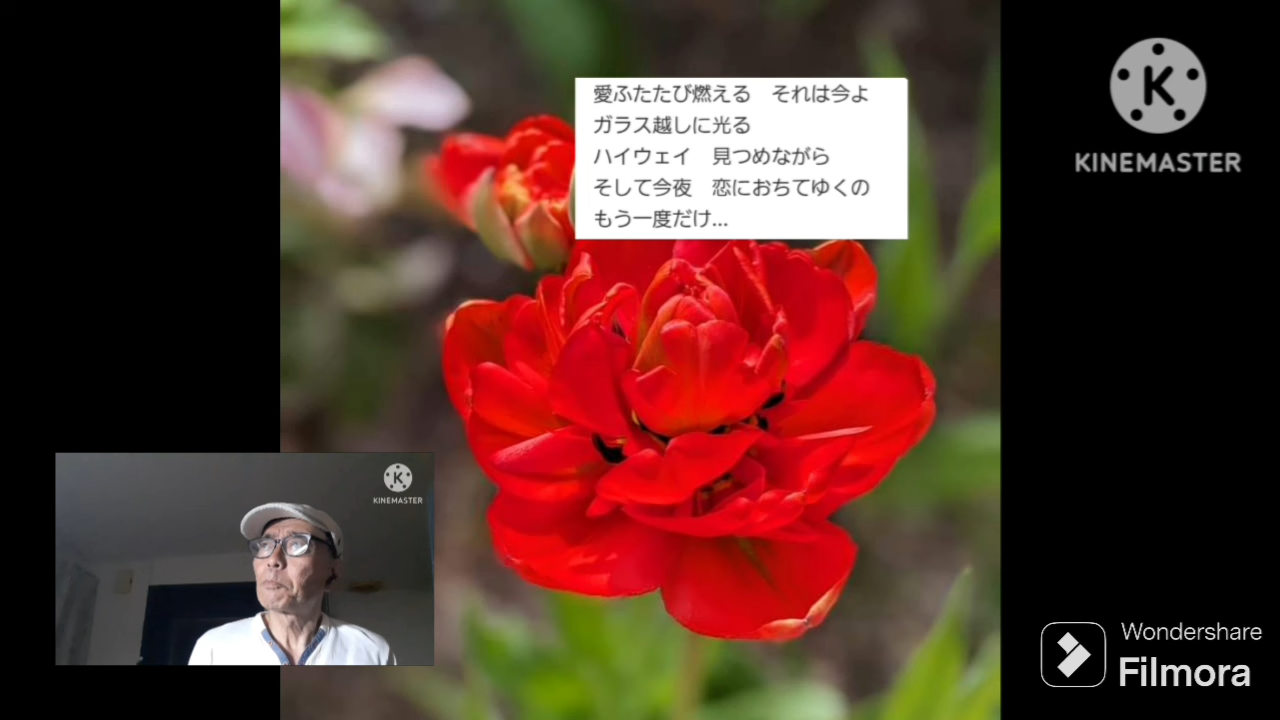 愛ふたたび燃える　それは今よ
ガラス越しに光る
ハイウェイ　見つめながら
そして今夜　恋におちてゆくの
もう一度だけ...
K
KINEMASTER
K
KINEMASTER
Wondershare
Filmora